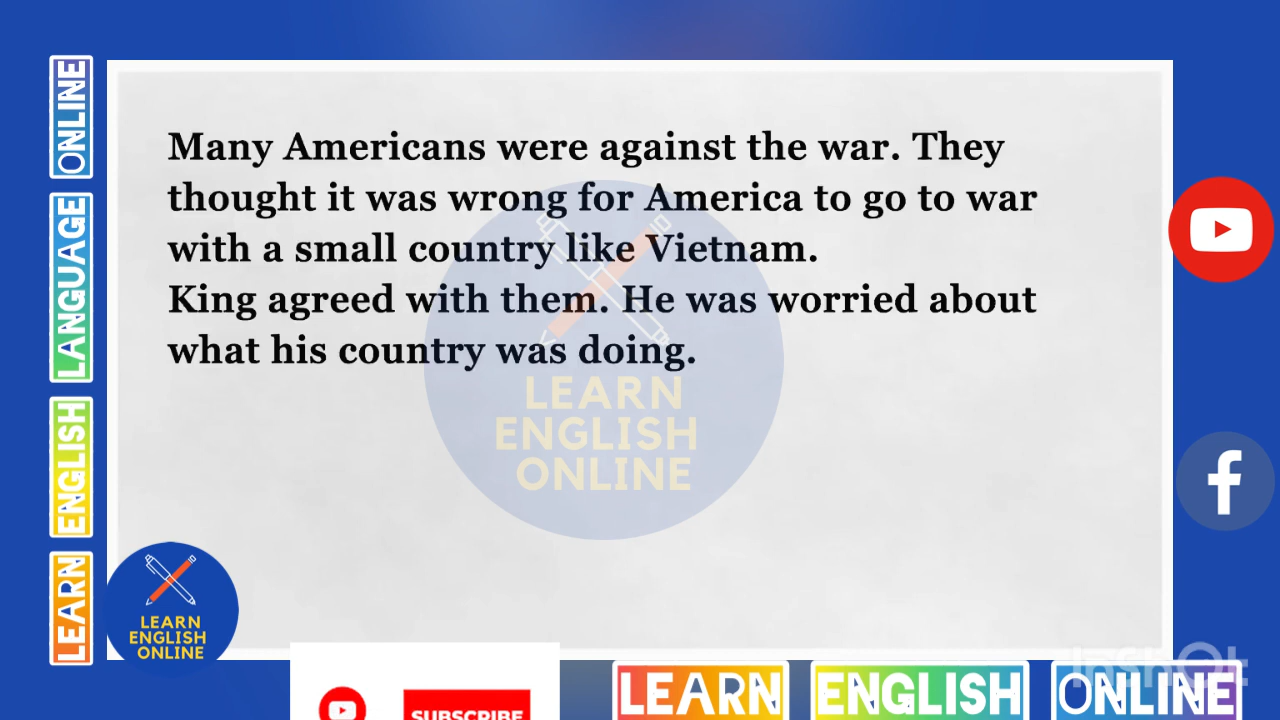 Many Americans were against the war. They
thought it was wrong for America to go to war
with a small country like Vietnam.
King agreed with them. He was worried about
what his country was doing.
LEARN
ENGLISH
ONLINE
LEARN ENGLISH LANGUAGE ONLINE
LEARN
ENGLISH
ONLINE
SUBSCRIBE
LEARN ENGLISH ONLINE
InShOt